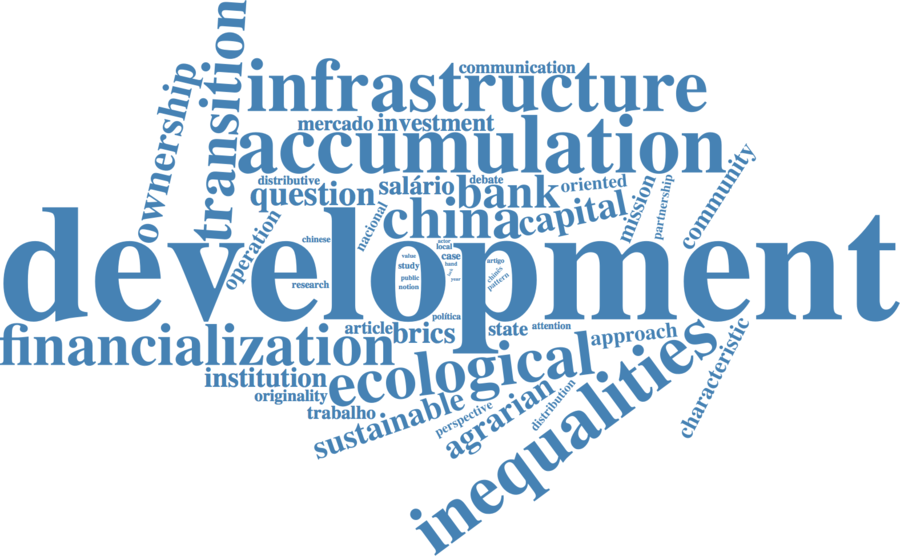 communication
infrastructure
transition
ownership
mercado
investment
accumulation
community
distributive
debate
question
salário
bank
oriented
mission
partnership
nacional
china
capital
operation
chinese
development
actor
local
value
case
study
band
artigo
public
year
chinês
notion
pattern
research
política
article
brics
state
attention
approach
characteristic
financialization
institution
ecological
inequalities
originality
trabalho
sustainable
perspective
agrarian
distribution